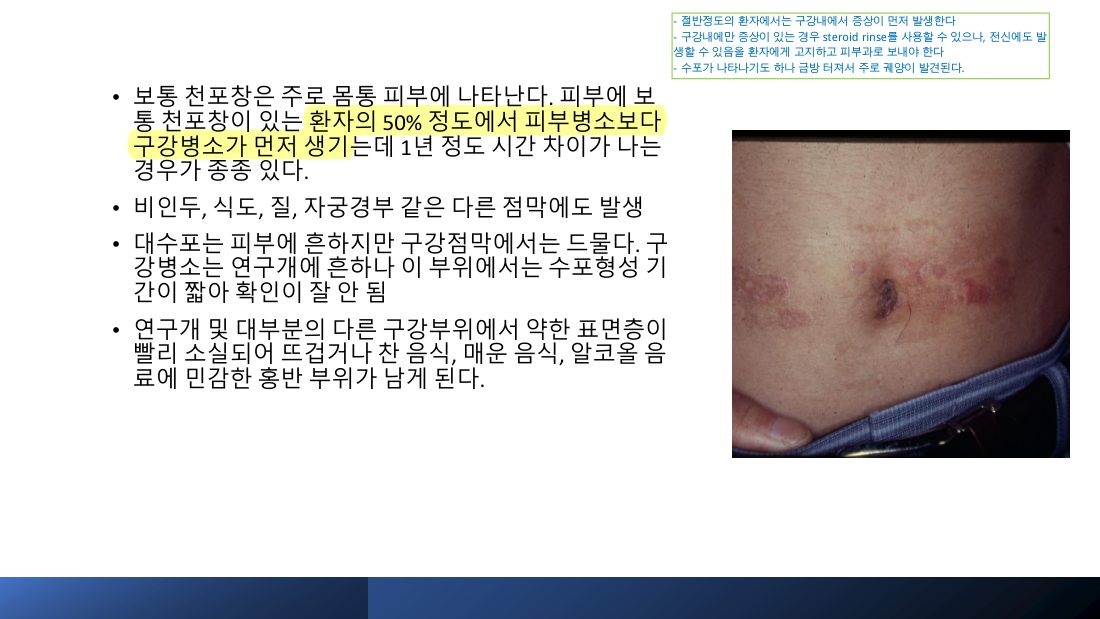 - 절반정도의 환자에서는 구강내에서 증상이 먼저 발생한다
- 구강내에만 증상이 있는 경우 steroid rinse를 사용할 수 있으나, 전신에도 발
생할 수 있음을 환자에게 고지하고 피부과로 보내야 한다
- 수포가 나타나기도 하나 금방 터져서 주로 궤양이 발견된다.
• 보통 천포창은 주로 몸통 피부에 나타난다. 피부에 보
통 천포창이 있는 환자의 50% 정도에서 피부병소보다
구강병소가 먼저 생기는데 1년 정도 시간 차이가 나는
경우가 종종 있다.
• 비인두, 식도, 질, 자궁경부 같은 다른 점막에도 발생
• 대수포는 피부에 흔하지만 구강점막에서는 드물다. 구
강병소는 연구개에 흔하나 이 부위에서는 수포형성 기
간이 짧아 확인이 잘 안 됨
• 연구개 및 대부분의 다른 구강부위에서 약한 표면층이
빨리 소실되어 뜨겁거나 찬 음식, 매운 음식, 알코올 음
료에 민감한 홍반 부위가 남게 된다.